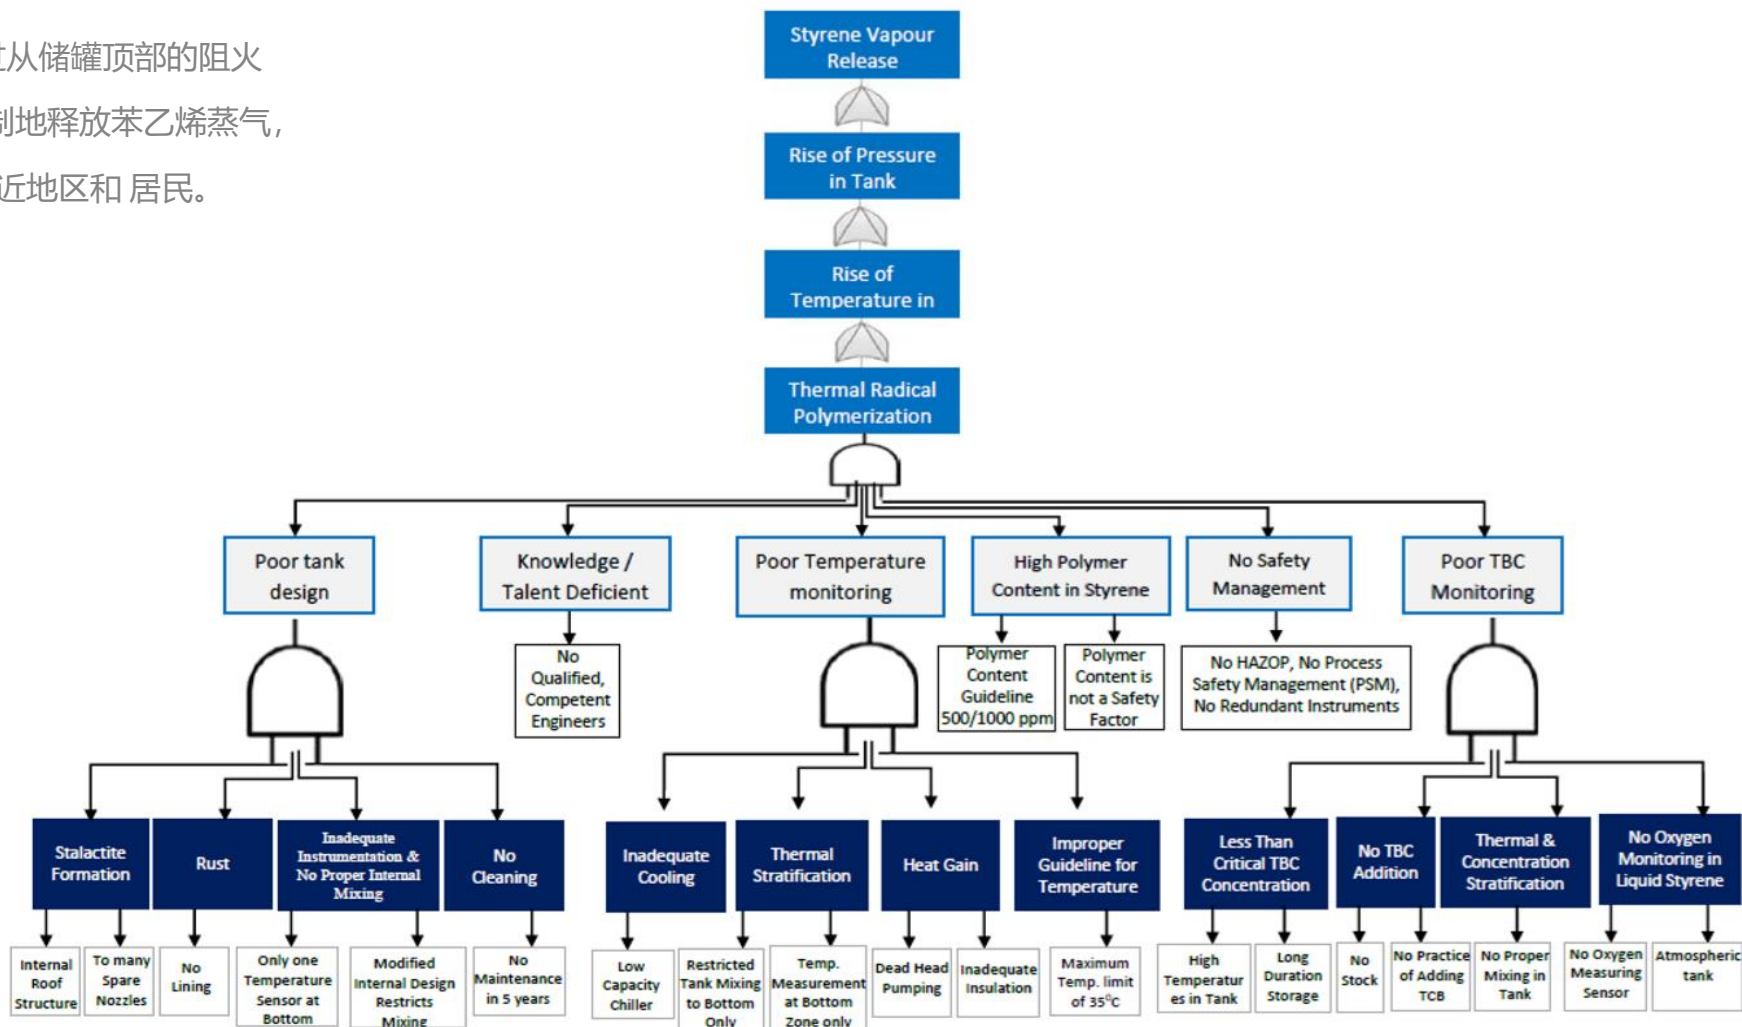 过从储罐顶部的阻火
制地释放苯乙烯蒸气，
近地区和 居民。
Styrene Vapour
Release
Rise of Pressure
in Tank
Rise of
Temperature in
Thermal Radical
Polymerization
Poor tank
design
Knowledge /
Talent Deficient
Poor Temperature
monitoring
High Polymer
Content in Styrene
No Safety
Management
Poor TBC
Monitoring
No
Qualified,
Competent
Engineers
Polymer
Content
Guideline
500/1000 ppm
Polymer
Content is
not a Safety
Factor
No HAZOP, No Process
Safety Management (PSM),
No Redundant Instruments
Stalactite
Formation
Rust
Inadequate
Instrumentation &
No Proper Internal
Mixing
No
Cleaning
Inadequate
Cooling
Thermal
Stratification
Heat Gain
Improper
Guideline for
Temperature
Less Than
Critical TBC
Concentration
No TBC
Addition
Thermal &
Concentration
Stratification
No Oxygen
Monitoring in
Liquid Styrene
Internal
Roof
Structure
To many
Spare
Nozzles
No
Lining
Only one
Temperature
Sensor at
Bottom
Modified
Internal Design
Restricts
Mixing
No
Maintenance
in 5 years
Low
Capacity
Chiller
Restricted
Tank Mixing
to Bottom
Only
Temp.
Measurement
at Bottom
Zone only
Dead Head
Pumping
Inadequate
Insulation
Maximum
Temp. limit
of 35⁰C
High
Temperatur
es in Tank
Long
Duration
Storage
No
Stock
No Practice
of Adding
TCB
No Proper
Mixing in
Tank
No Oxygen
Measuring
Sensor
Atmospheric
tank